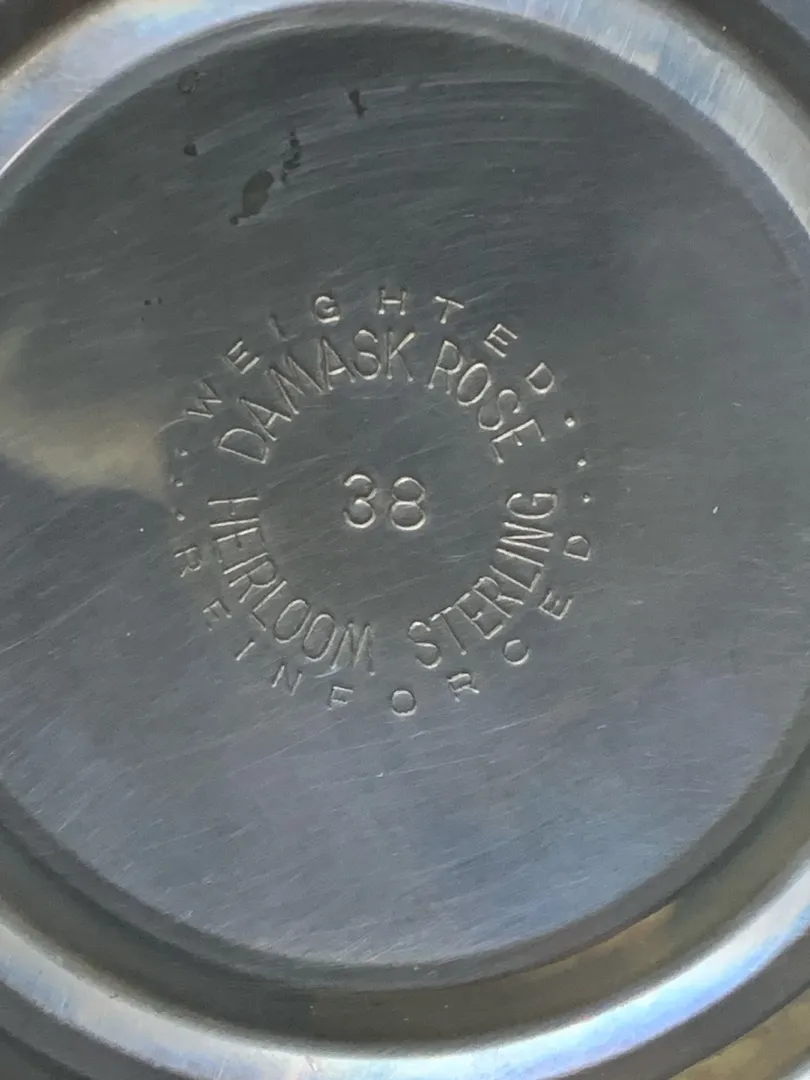 WEIGHTED
DAMASK ROSE
38
HEIRLOOM STERLING
REINFORCED